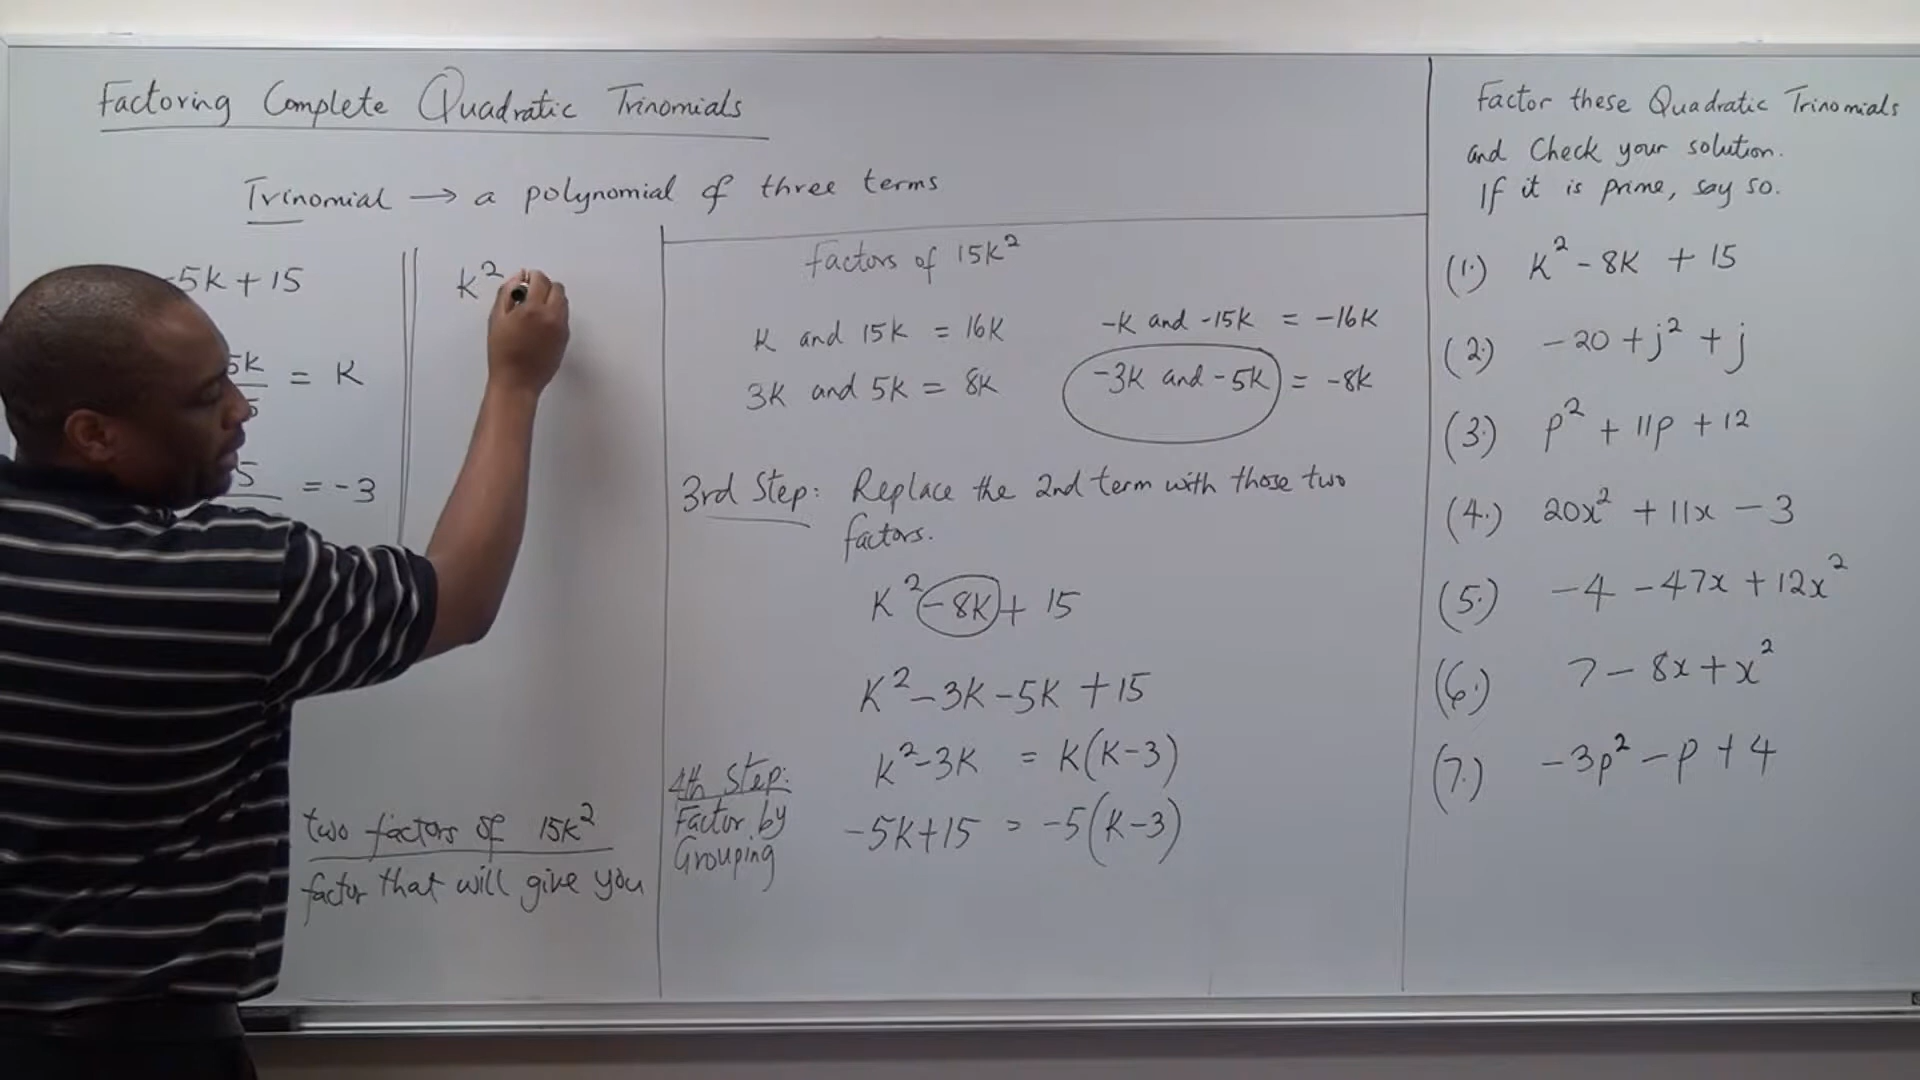 Factoring Complete Quadratic Trinomials
Trinomial → a polynomial of three terms
-5k + 15
5k
= K
5
5
= -3
k²
two factors of 15k²
factor that will give you
factors of 15k²
K and 15k = 16k
3k and 5k = 8k
-k and -15k = -16k
-3k and -5k = -8k
3rd Step: Replace the 2nd term with those two
factors.
K² - 8k + 15
K² - 3k - 5k + 15
4th Step:
Factor by
Grouping
k² - 3k = k(k-3)
-5k + 15 = -5(k-3)
Factor these Quadratic Trinomials
and Check your solution.
If it is prime, say so.
(1.) K² - 8k + 15
(2.) -20 + j² + j
(3.) p² + 11p + 12
(4.) 20x² + 11x - 3
(5.) -4 - 47x + 12x²
(6.) 7 - 8x + x²
(7.) -3p² - p + 4